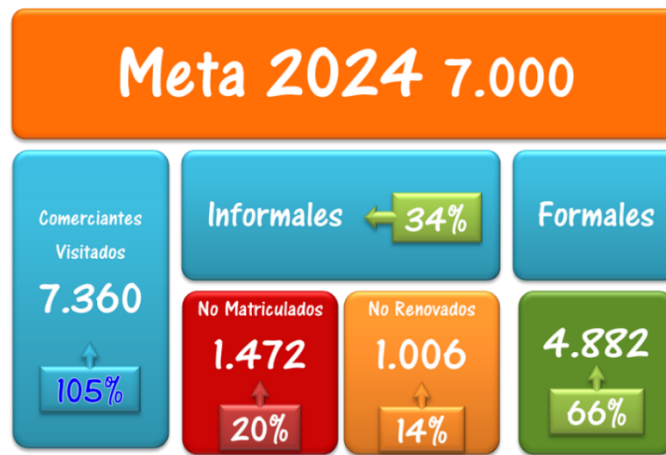 Meta 2024 7.000
Comerciantes
Visitados
7.360
105%
Informales 34%
No Matriculados
1.472
20%
No Renovados
1.006
14%
Formales
4.882
66%